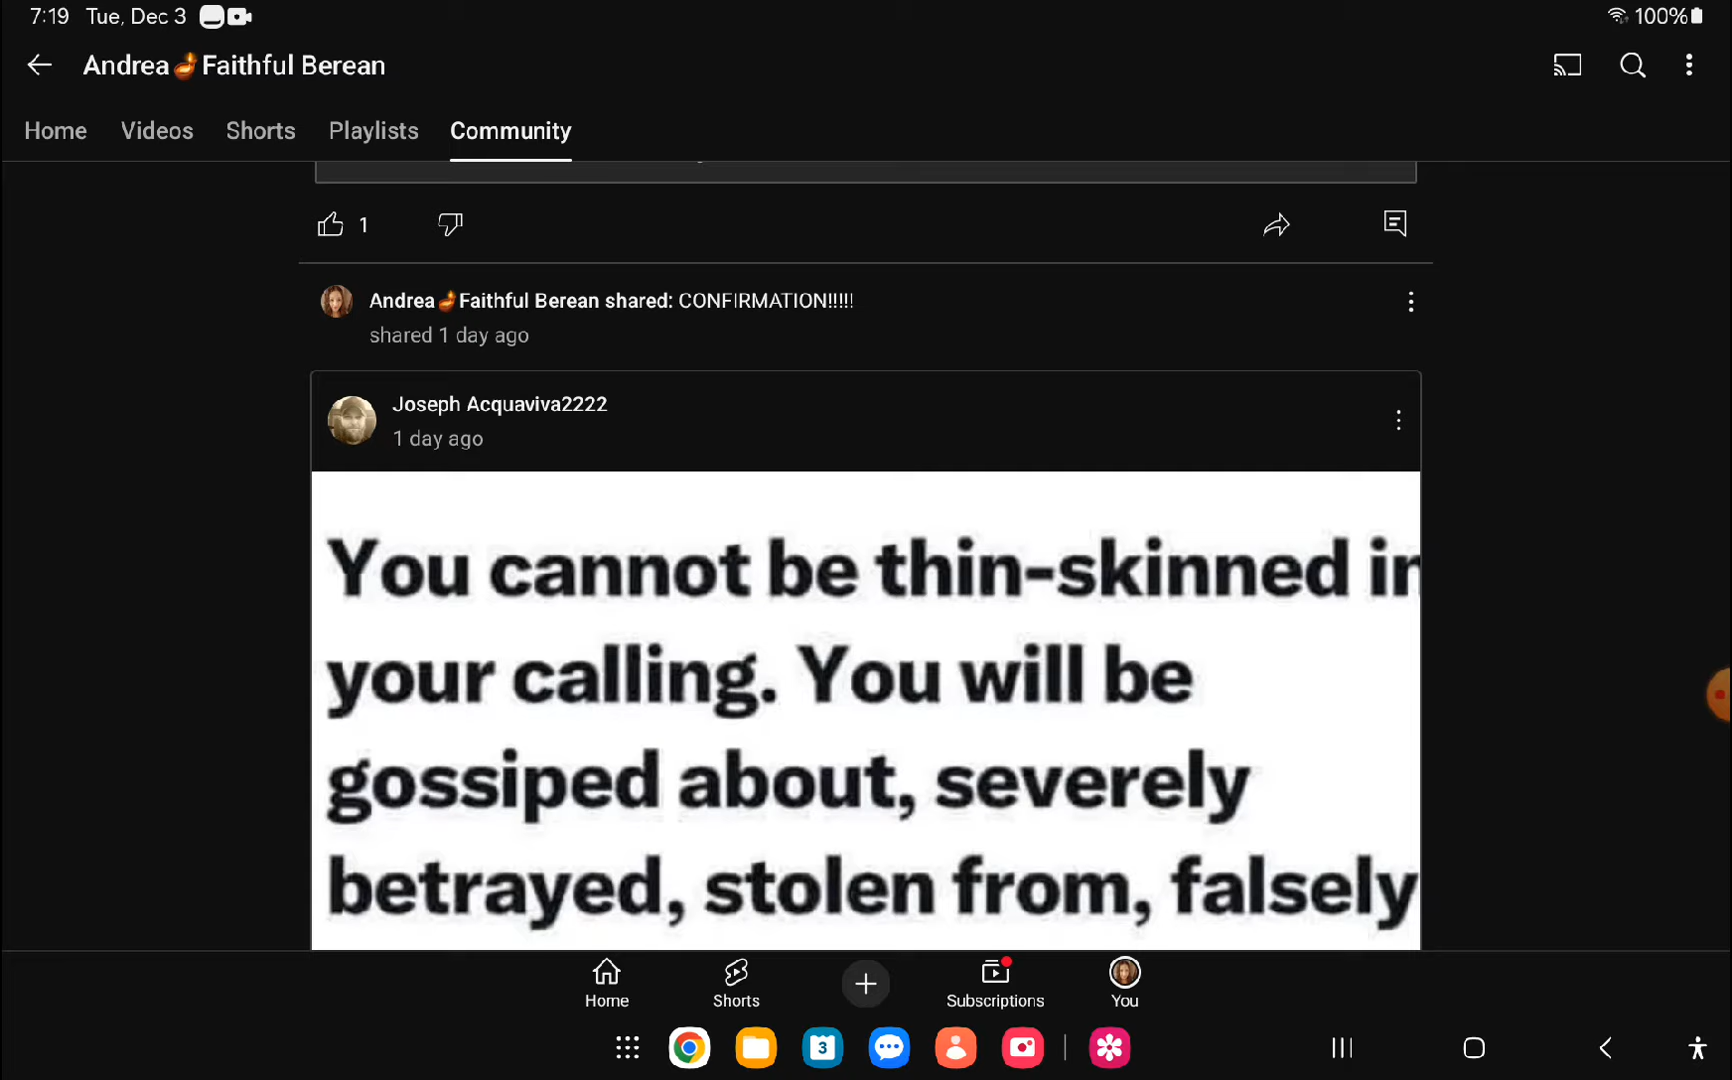 7:19 Tue, Dec 3 100%
Andrea🪔Faithful Berean
Home Videos Shorts Playlists Community
1
Andrea🪔Faithful Berean shared: CONFIRMATION!!!!!
shared 1 day ago
Joseph Acquaviva2222
1 day ago
You cannot be thin-skinned in
your calling. You will be
gossiped about, severely
betrayed, stolen from, falsely
Home Shorts Subscriptions You
3